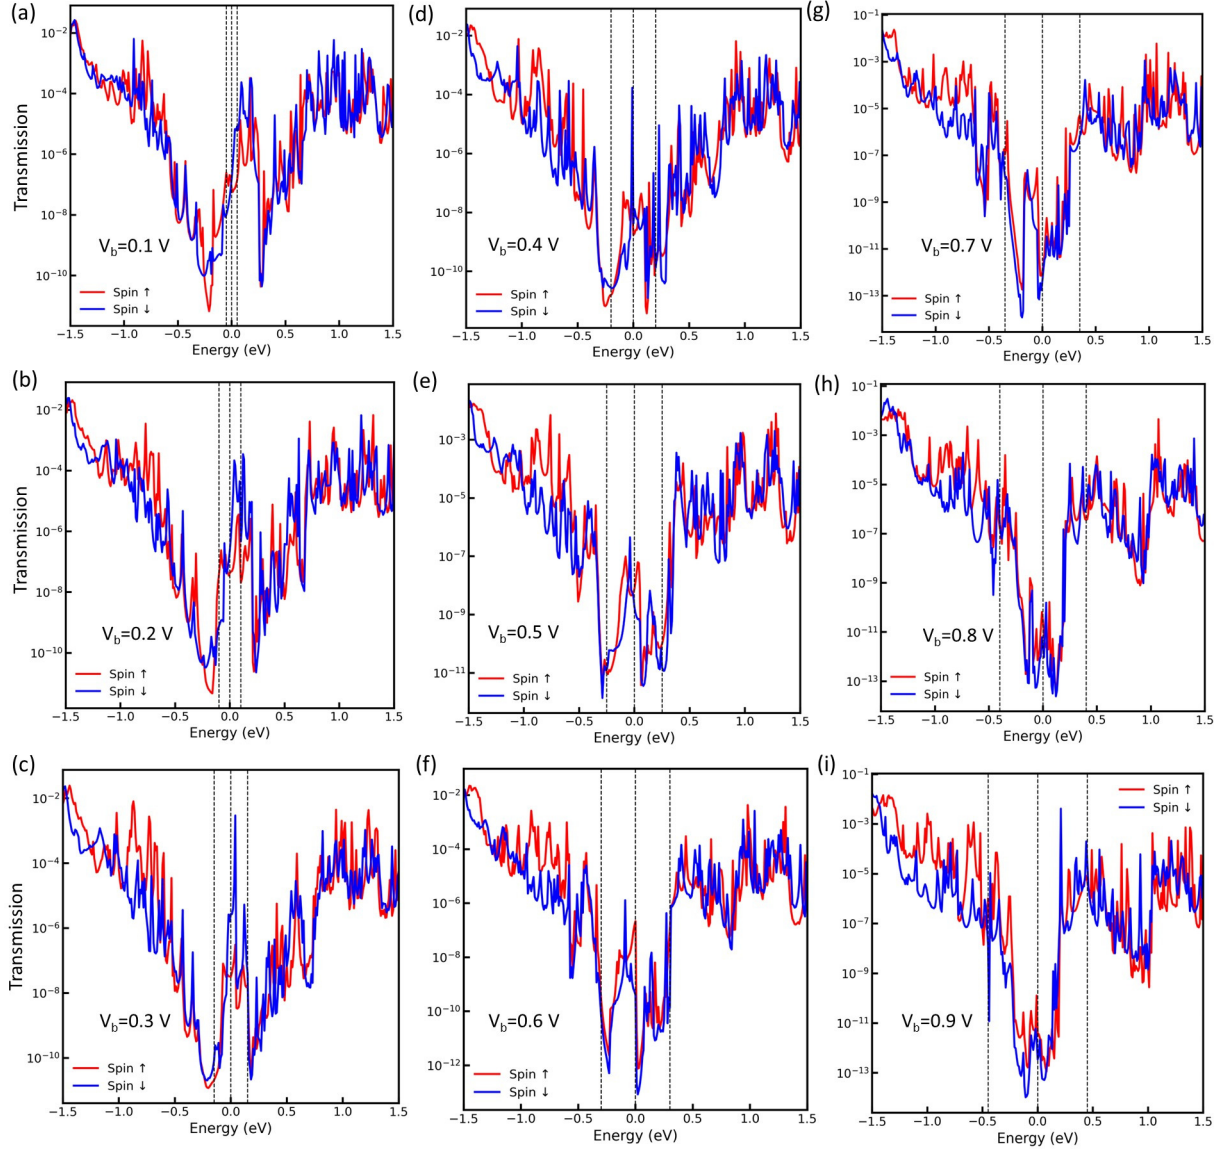 (a)
Transmission
10⁻²
10⁻⁴
10⁻⁶
10⁻⁸
10⁻¹⁰
V_b=0.1 V
Spin ↑
Spin ↓
−1.5 −1.0 −0.5 0.0 0.5 1.0 1.5
Energy (eV)
(d)
10⁻²
10⁻⁴
10⁻⁶
10⁻⁸
10⁻¹⁰
V_b=0.4 V
Spin ↑
Spin ↓
−1.5 −1.0 −0.5 0.0 0.5 1.0 1.5
Energy (eV)
(g)
10⁻¹
10⁻³
10⁻⁵
10⁻⁷
10⁻⁹
10⁻¹¹
10⁻¹³
V_b=0.7 V
Spin ↑
Spin ↓
−1.5 −1.0 −0.5 0.0 0.5 1.0 1.5
Energy (eV)
(b)
Transmission
10⁻²
10⁻⁴
10⁻⁶
10⁻⁸
10⁻¹⁰
V_b=0.2 V
Spin ↑
Spin ↓
−1.5 −1.0 −0.5 0.0 0.5 1.0 1.5
Energy (eV)
(e)
10⁻³
10⁻⁵
10⁻⁷
10⁻⁹
10⁻¹¹
V_b=0.5 V
Spin ↑
Spin ↓
−1.5 −1.0 −0.5 0.0 0.5 1.0 1.5
Energy (eV)
(h)
10⁻¹
10⁻³
10⁻⁵
10⁻⁷
10⁻⁹
10⁻¹¹
10⁻¹³
V_b=0.8 V
Spin ↑
Spin ↓
−1.5 −1.0 −0.5 0.0 0.5 1.0 1.5
Energy (eV)
(c)
Transmission
10⁻²
10⁻⁴
10⁻⁶
10⁻⁸
10⁻¹⁰
V_b=0.3 V
Spin ↑
Spin ↓
−1.5 −1.0 −0.5 0.0 0.5 1.0 1.5
Energy (eV)
(f)
10⁻²
10⁻⁴
10⁻⁶
10⁻⁸
10⁻¹⁰
10⁻¹²
V_b=0.6 V
Spin ↑
Spin ↓
−1.5 −1.0 −0.5 0.0 0.5 1.0 1.5
Energy (eV)
(i)
10⁻¹
10⁻³
10⁻⁵
10⁻⁷
10⁻⁹
10⁻¹¹
10⁻¹³
Spin ↑
Spin ↓
V_b=0.9 V
−1.5 −1.0 −0.5 0.0 0.5 1.0 1.5
Energy (eV)